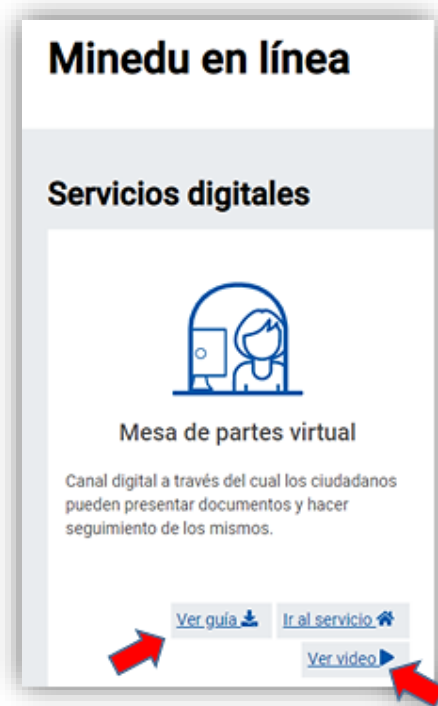 Minedu en línea
Servicios digitales
Mesa de partes virtual
Canal digital a través del cual los ciudadanos
pueden presentar documentos y hacer
seguimiento de los mismos.
Ver guía
Ir al servicio
Ver video